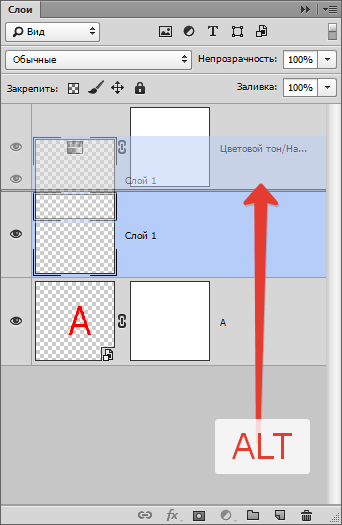 Слои
Вид
Обычные
Непрозрачность: 100%
Закрепить:
Заливка: 100%
Цветовой тон/На...
Слой 1
Слой 1
A
A
ALT
fx